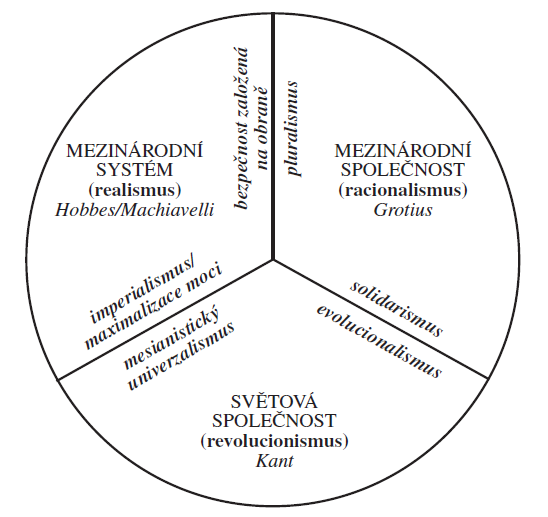 bezpečnost založená
na obraně
pluralismus
MEZINÁRODNÍ
SYSTÉM
(realismus)
Hobbes/Machiavelli
MEZINÁRODNÍ
SPOLEČNOST
(racionalismus)
Grotius
imperialismus/
maximalizace moci
mesianistický
univerzalismus
solidarismus
evolucionalismus
SVĚTOVÁ
SPOLEČNOST
(revolucionismus)
Kant